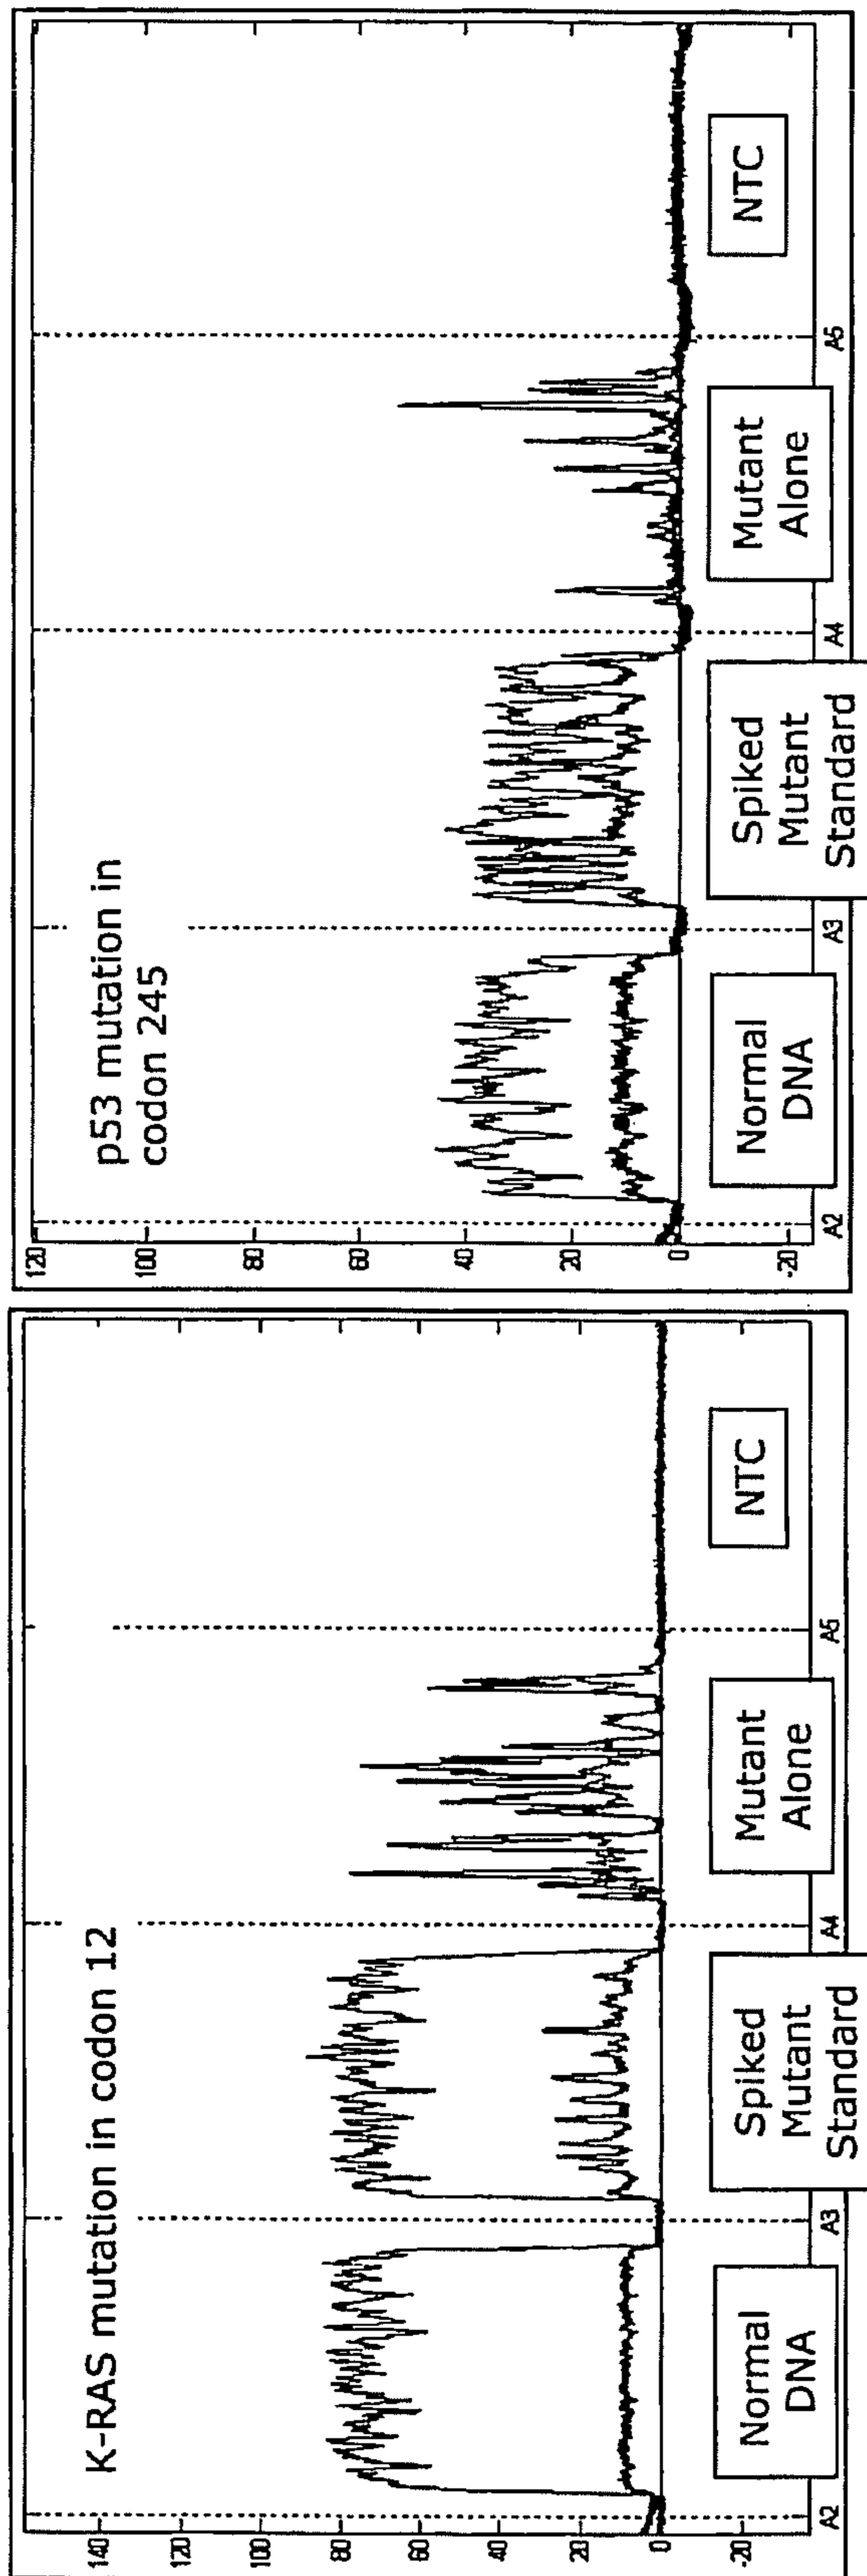 K-RAS mutation in codon 12
140
120
100
80
60
40
20
0
-20
A2
A3
A4
A5
Normal
DNA
Spiked
Mutant
Standard
Mutant
Alone
NTC
p53 mutation in
codon 245
120
100
80
60
40
20
0
-20
A2
A3
A4
A5
Normal
DNA
Spiked
Mutant
Standard
Mutant
Alone
NTC